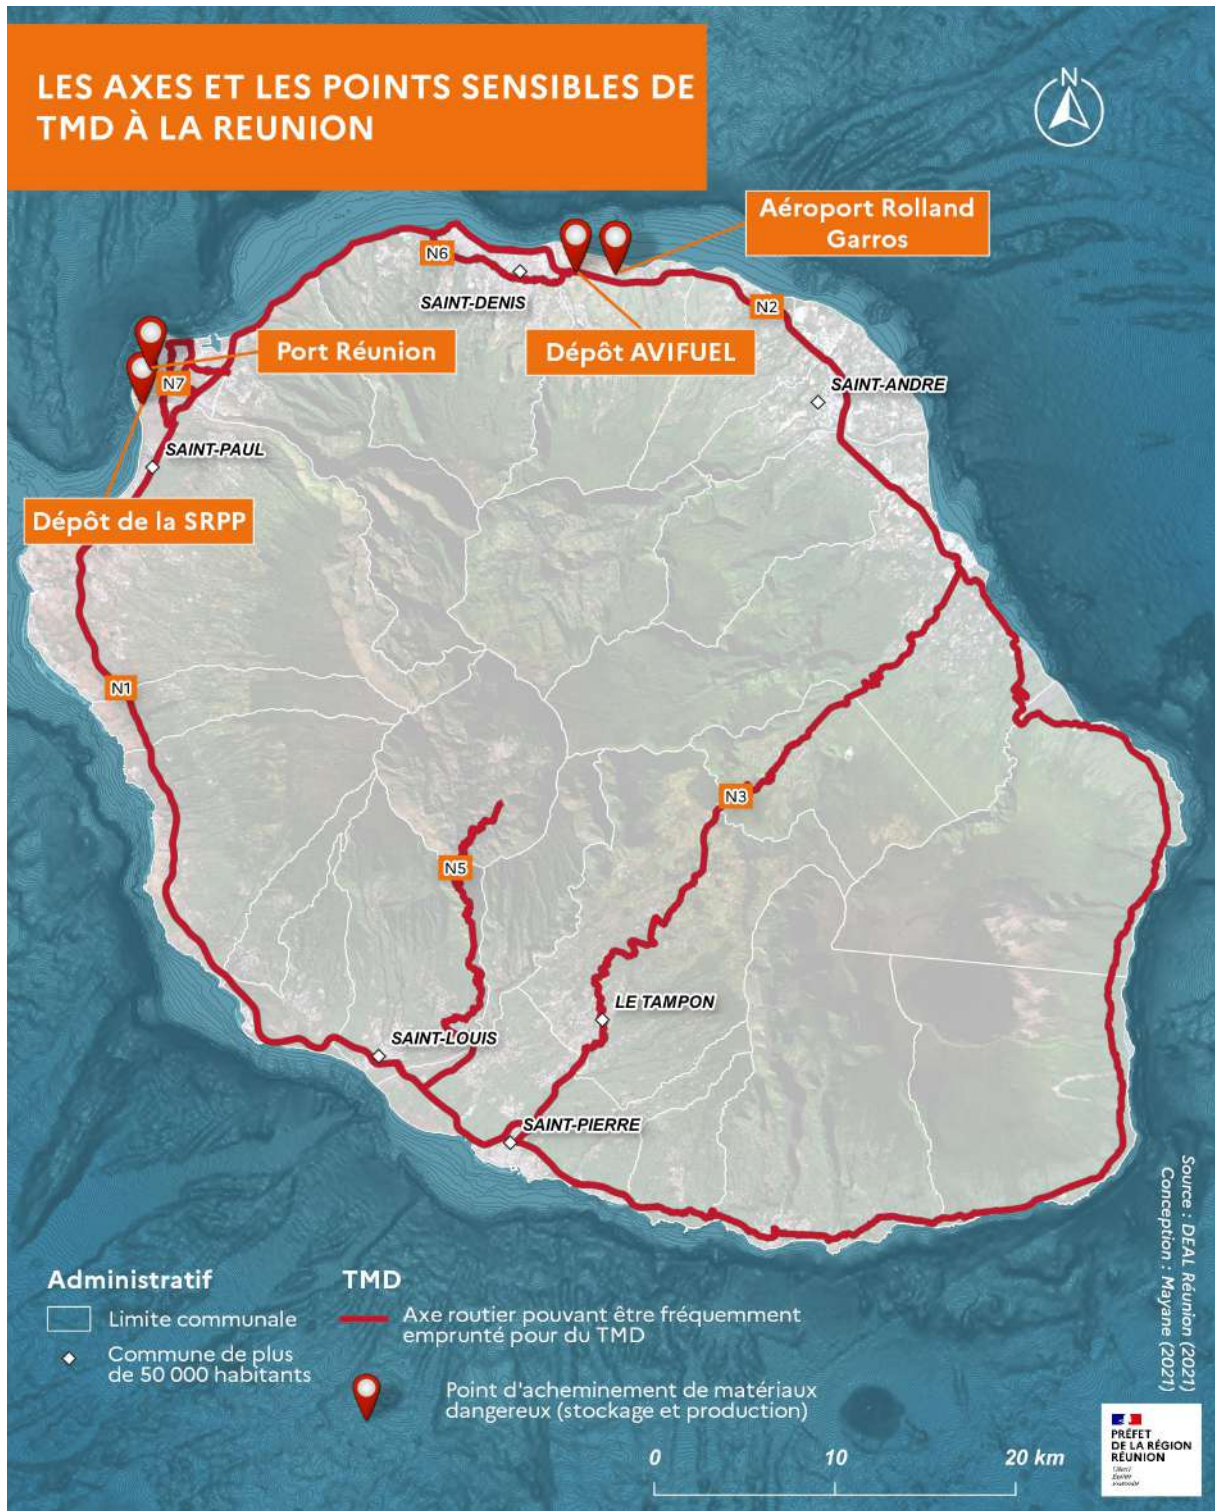 LES AXES ET LES POINTS SENSIBLES DE
TMD À LA REUNION
N
Aéroport Rolland
Garros
N6
SAINT-DENIS
N2
Port Réunion
Dépôt AVIFUEL
N7
SAINT-ANDRE
SAINT-PAUL
Dépôt de la SRPP
N1
N3
N5
LE TAMPON
SAINT-LOUIS
SAINT-PIERRE
Source : DEAL Réunion (2021)
Conception : Mayane (2021)
Administratif
Limite communale
Commune de plus
de 50 000 habitants
TMD
Axe routier pouvant être fréquemment
emprunté pour du TMD
Point d'acheminement de matériaux
dangereux (stockage et production)
0 10 20 km
PRÉFET
DE LA RÉGION
RÉUNION